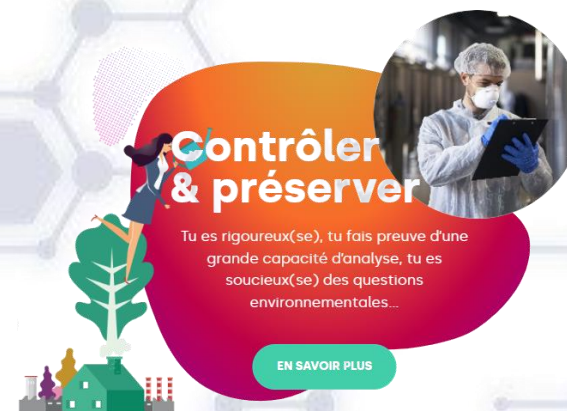 Contrôler
& préserver
Tu es rigoureux(se), tu fais preuve d'une
grande capacité d'analyse, tu es
soucieux(se) des questions
environnementales...
EN SAVOIR PLUS